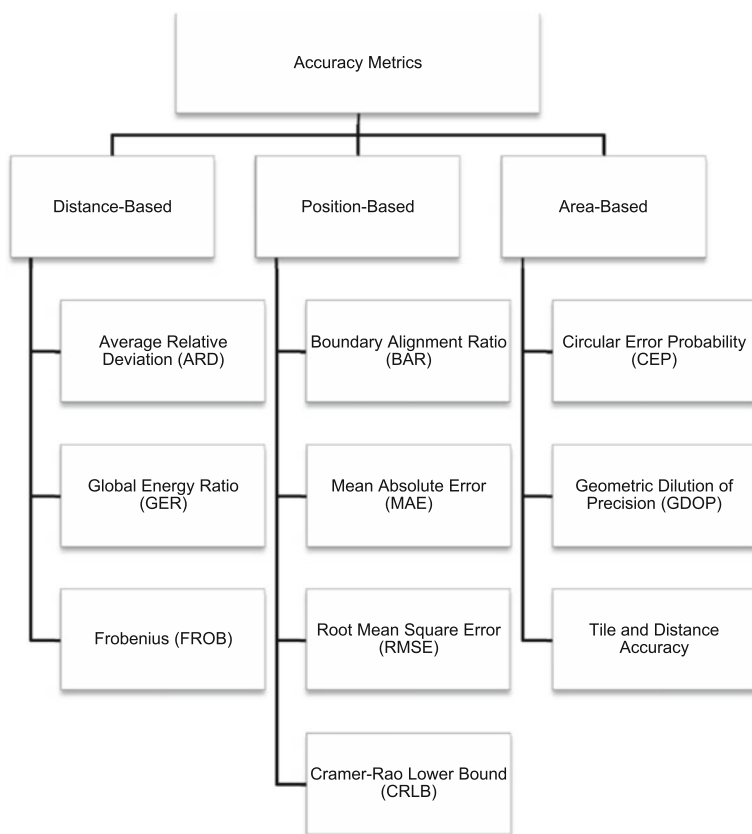 Accuracy Metrics
Distance-Based
Position-Based
Area-Based
Average Relative
Deviation (ARD)
Boundary Alignment Ratio
(BAR)
Circular Error Probability
(CEP)
Global Energy Ratio
(GER)
Mean Absolute Error
(MAE)
Geometric Dilution of
Precision (GDOP)
Frobenius (FROB)
Root Mean Square Error
(RMSE)
Tile and Distance
Accuracy
Cramer-Rao Lower Bound
(CRLB)